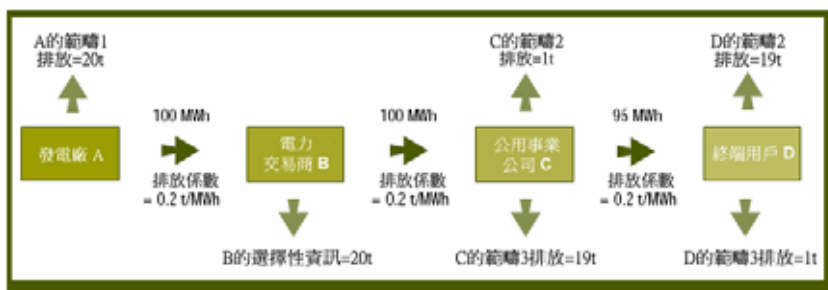 A的範疇1
排放=20t
C的範疇2
排放=1t
D的範疇2
排放=19t
100 MWh
100 MWh
95 MWh
發電廠 A
電力
交易商 B
公用事業
公司 C
終端用戶 D
排放係數
= 0.2 t/MWh
排放係數
= 0.2 t/MWh
排放係數
= 0.2 t/MWh
B的選擇性資訊=20t
C的範疇3排放=19t
D的範疇3排放=1t